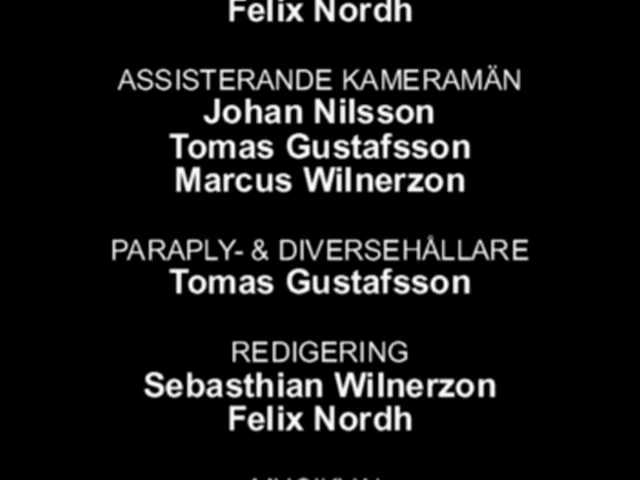 Felix Nordh
ASSISTERANDE KAMERAMÄN
Johan Nilsson
Tomas Gustafsson
Marcus Wilnerzon
PARAPLY- & DIVERSEHÅLLARE
Tomas Gustafsson
REDIGERING
Sebasthian Wilnerzon
Felix Nordh